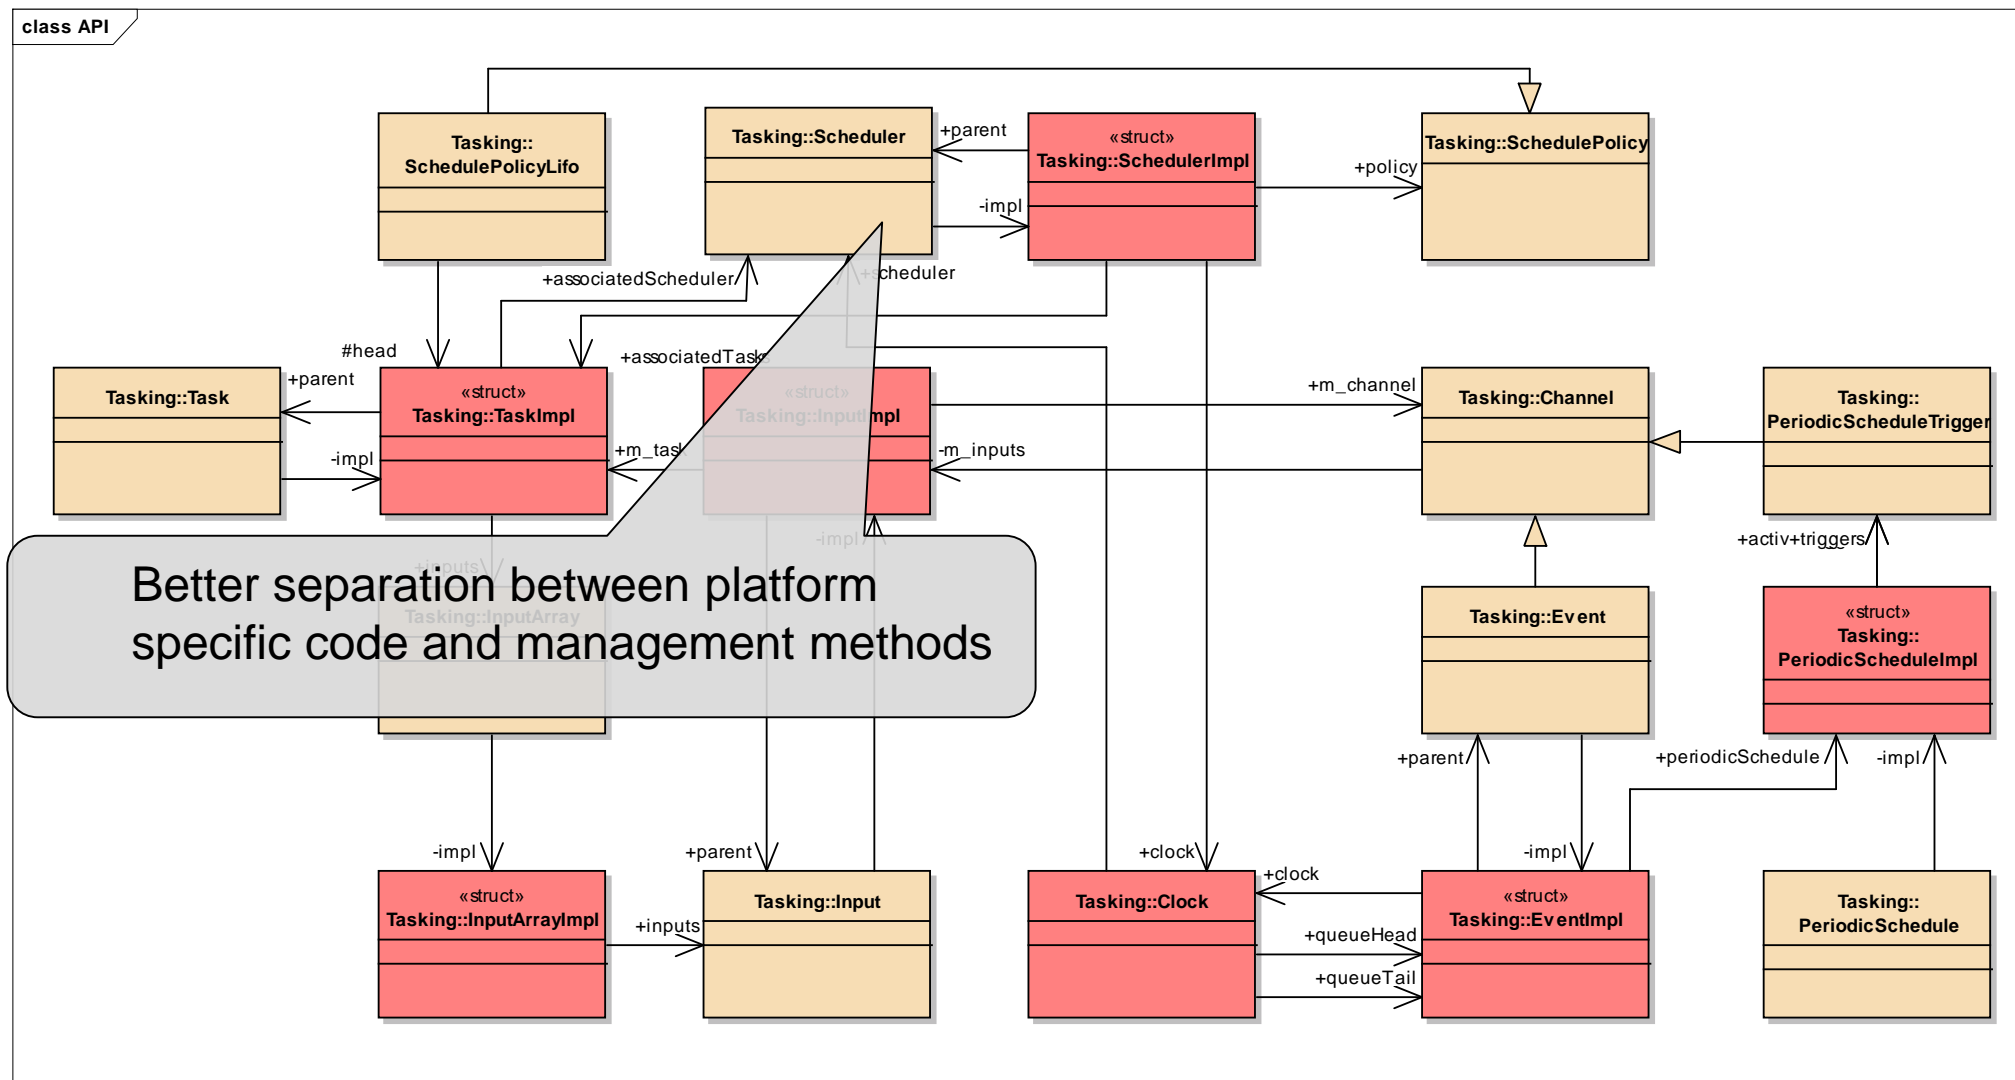 class API
Tasking::
SchedulePolicyLifo
Tasking::Scheduler
+parent
«struct»
Tasking::SchedulerImpl
Tasking::SchedulePolicy
+policy
-impl
+associatedScheduler
+scheduler
#head
+associatedTasks
Tasking::Task
+parent
«struct»
Tasking::TaskImpl
«struct»
Tasking::InputImpl
+m_channel
Tasking::Channel
Tasking::
PeriodicScheduleTrigger
-impl
+m_task
-m_inputs
-impl
+activ+triggers
+inputs
Better separation between platform
specific code and management methods
Tasking::InputArray
Tasking::Event
«struct»
Tasking::
PeriodicScheduleImpl
+parent
+periodicSchedule
-impl
-impl
+parent
+clock
-impl
«struct»
Tasking::InputArrayImpl
+inputs
Tasking::Input
Tasking::Clock
+clock
+queueHead
+queueTail
«struct»
Tasking::EventImpl
Tasking::
PeriodicSchedule